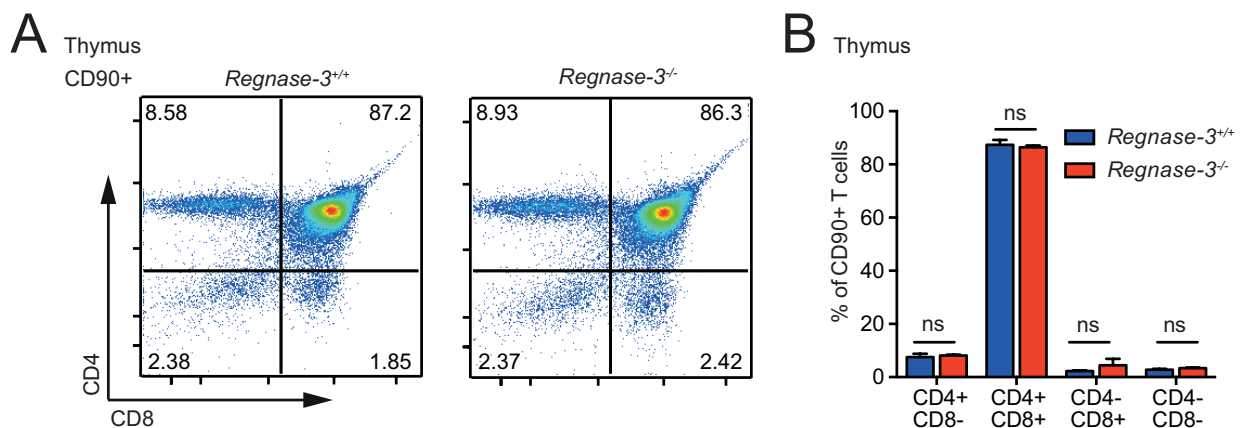 A Thymus
CD90+
Regnase-3+/+
Regnase-3-/-
8.58 87.2
2.38 1.85
8.93 86.3
2.37 2.42
CD4
CD8
B Thymus
% of CD90+ T cells
100
80
60
40
20
0
ns
ns
ns
ns
Regnase-3+/+
Regnase-3-/-
CD4+
CD8-
CD4+
CD8+
CD4-
CD8+
CD4-
CD8-